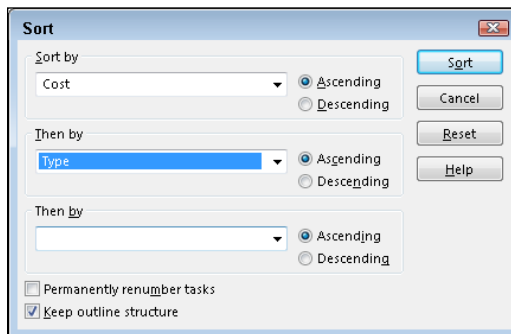 Sort
Sort by
Cost
Ascending
Descending
Then by
Type
Ascending
Descending
Then by
Ascending
Descending
Permanently renumber tasks
Keep outline structure
Sort
Cancel
Reset
Help